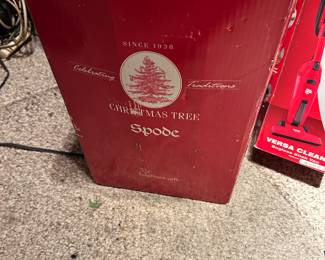 SINCE 1938
Celebrating Traditions
CHRISTMAS TREE
Spode
VERSA CLEAN